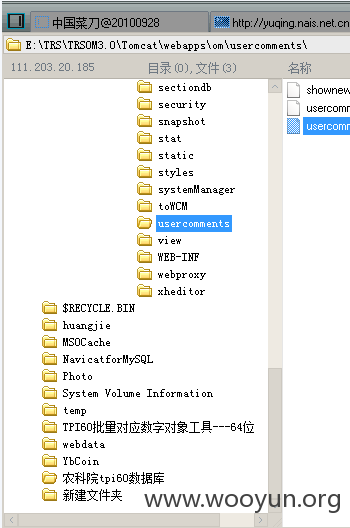 中国菜刀@20100928
http://yuqing.nais.net.cn
E:\TRS\TRSOM3.0\Tomcat\webapps\om\usercomments\
111.203.20.185 目录(0),文件(3) 名称
sectiondb
security
snapshot
stat
static
styles
systemManager
toWCM
usercomments
view
WEB-INF
webproxy
xheditor
$RECYCLE.BIN
huangjie
MSOCache
NavicatforMySQL
Photo
System Volume Information
temp
TPI60批量对应数字对象工具---64位
webdata
YbCoin
农科院tpi60数据库
新建文件夹
shownew
usercomm
usercomm
www.wooyun.org